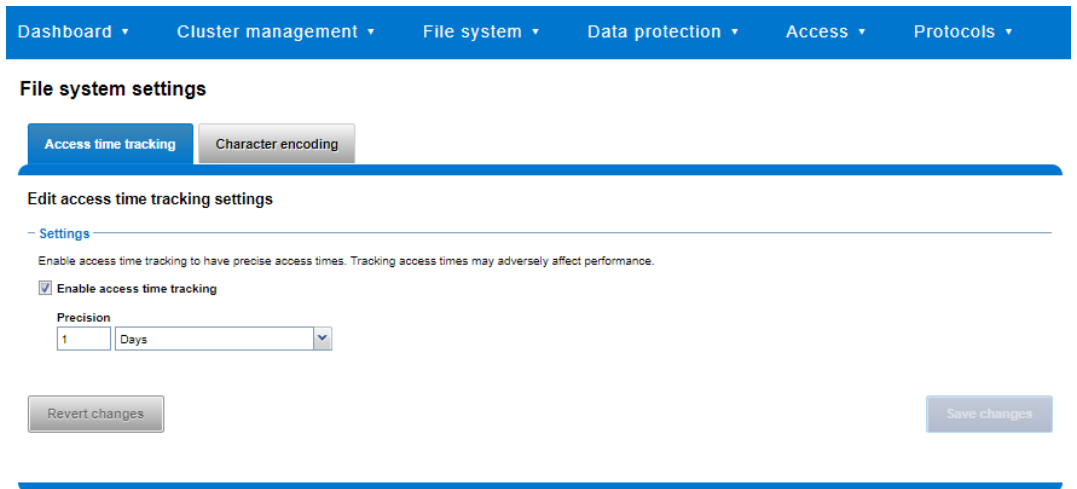 Dashboard ▾ Cluster management ▾ File system ▾ Data protection ▾ Access ▾ Protocols ▾
File system settings
Access time tracking Character encoding
Edit access time tracking settings
– Settings
Enable access time tracking to have precise access times. Tracking access times may adversely affect performance.
Enable access time tracking
Precision
1 Days
Revert changes Save changes